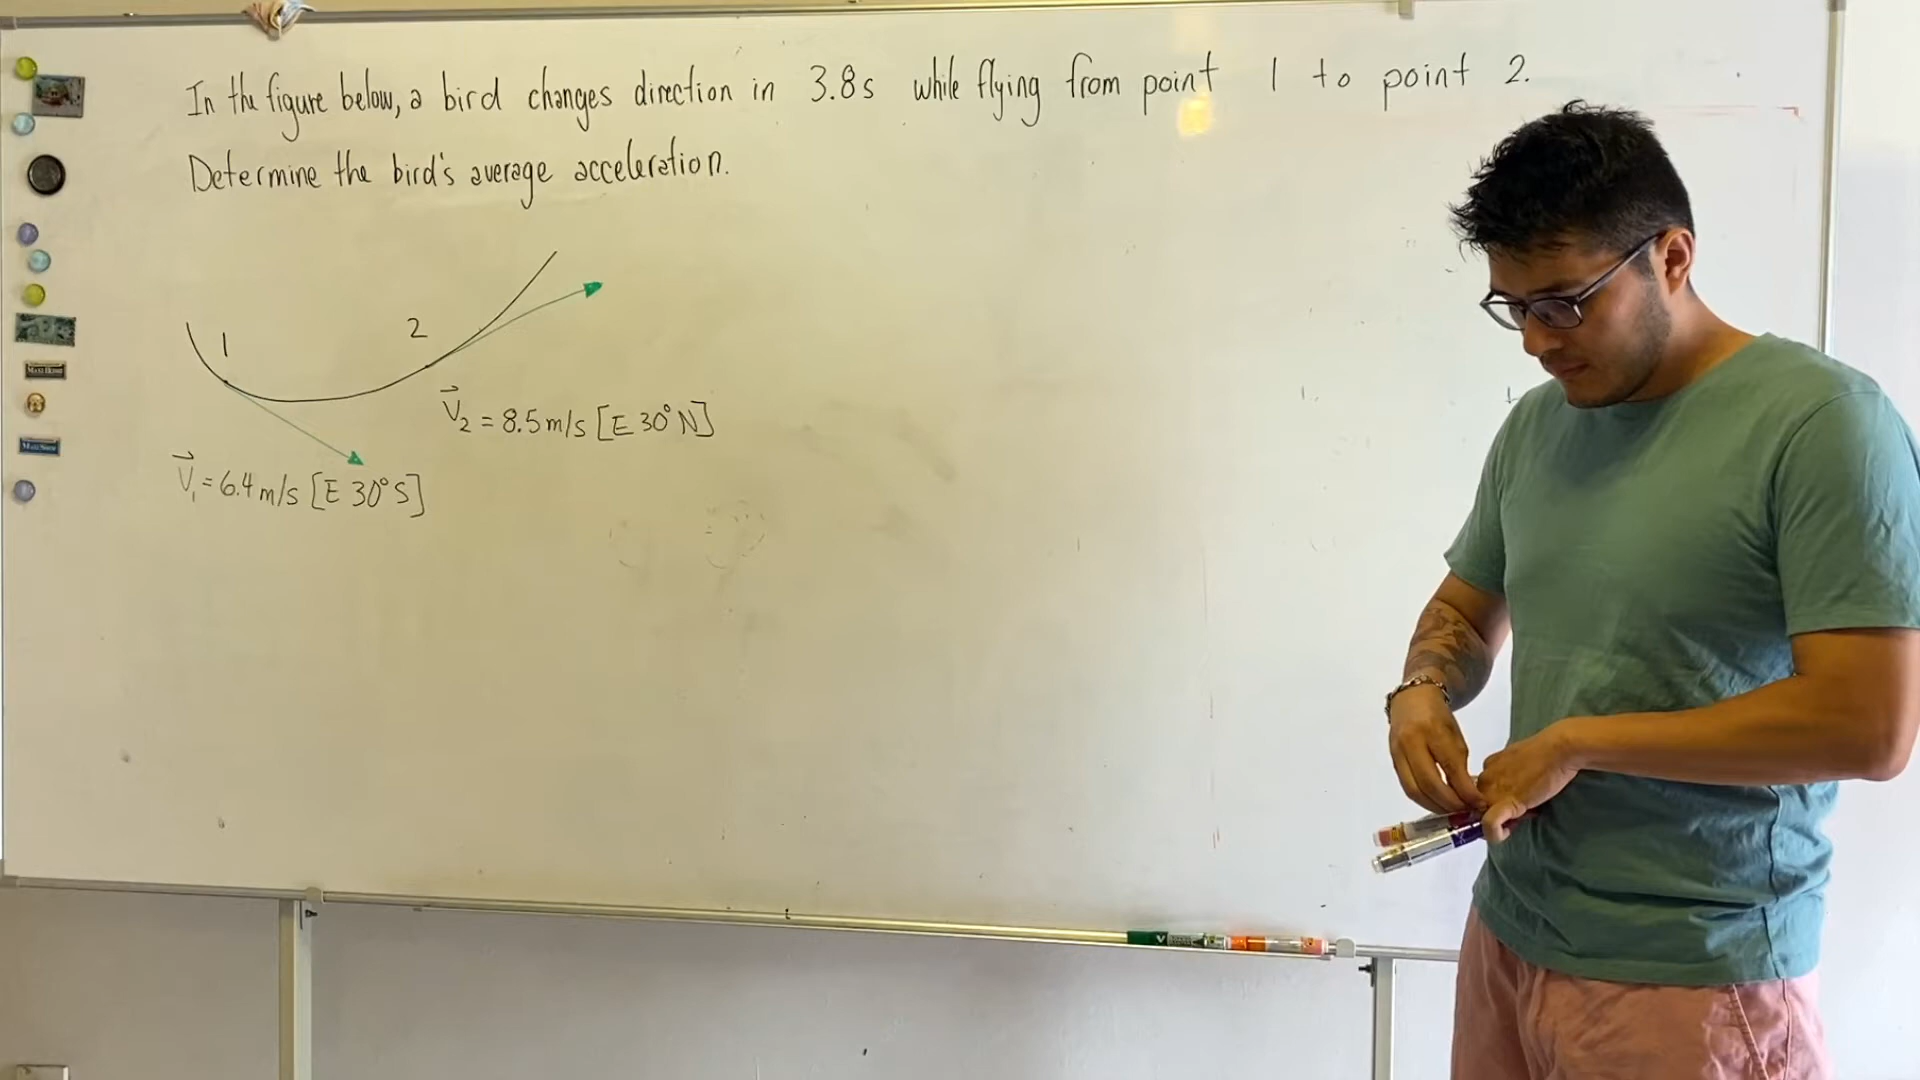 In the figure below, a bird changes direction in 3.8s while flying from point 1 to point 2.
Determine the bird's average acceleration.
1
2
V₂ = 8.5 m/s [E 30° N]
V₁ = 6.4 m/s [E 30° S]